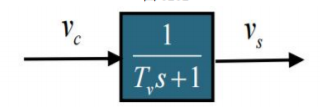 v_c
1
T_v s + 1
v_s